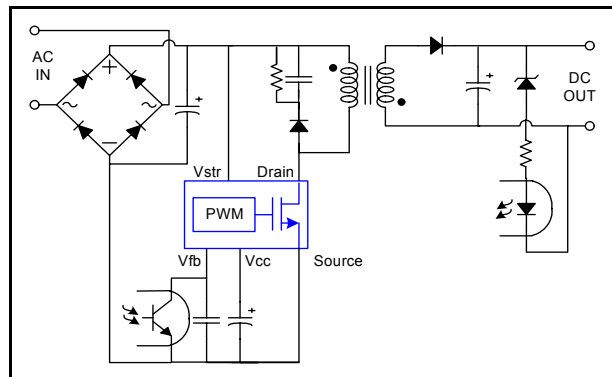 AC
IN
+
−
~
~
+
+
DC
OUT
Vstr
Drain
PWM
Vfb
Vcc
Source
+